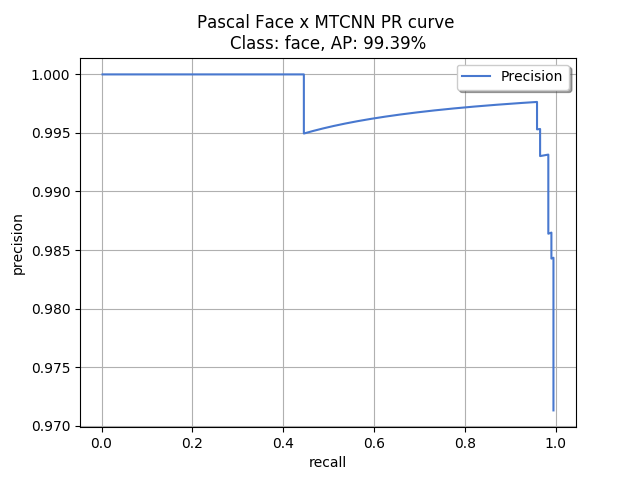 Pascal Face x MTCNN PR curve
Class: face, AP: 99.39%
Precision
1.000
0.995
0.990
0.985
0.980
0.975
0.970
precision
0.0 0.2 0.4 0.6 0.8 1.0
recall